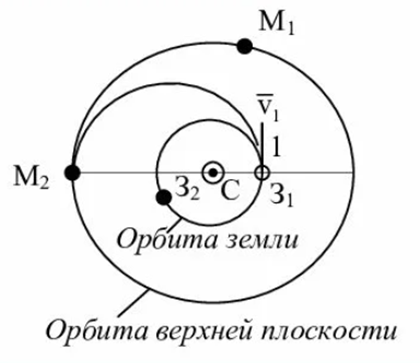 M₁
v̅₁
1
M₂
З₂
С
З₁
Орбита земли
Орбита верхней плоскости